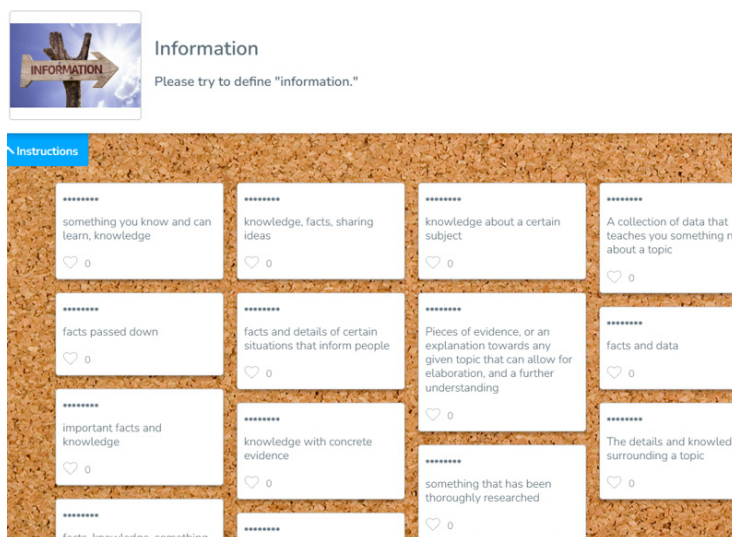 INFORMATION
Information
Please try to define "information."
Instructions
********
something you know and can
learn, knowledge
0
********
facts passed down
0
********
important facts and
knowledge
0
********
facts, knowledge, something
********
knowledge, facts, sharing
ideas
0
********
facts and details of certain
situations that inform people
0
********
knowledge with concrete
evidence
0
********
********
knowledge about a certain
subject
0
********
Pieces of evidence, or an
explanation towards any
given topic that can allow for
elaboration, and a further
understanding
0
********
something that has been
thoroughly researched
0
********
A collection of data that
teaches you something
about a topic
0
********
facts and data
0
********
The details and
surrounding a topic
0